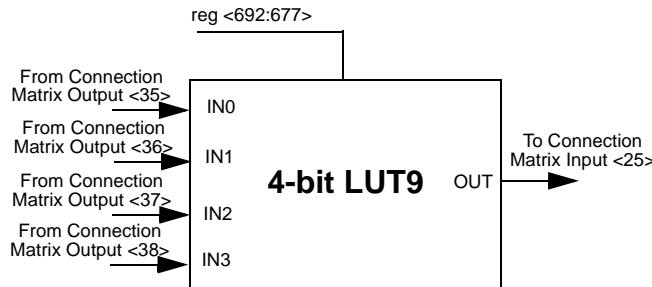 reg <692:677>
From Connection
Matrix Output <35>
IN0
From Connection
Matrix Output <36>
IN1
4-bit LUT9
OUT
To Connection
Matrix Input <25>
From Connection
Matrix Output <37>
IN2
From Connection
Matrix Output <38>
IN3